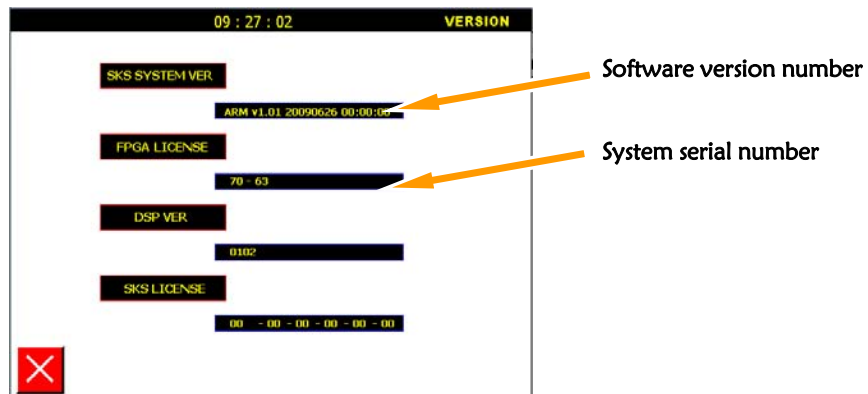 09 : 27 : 02 VERSION
SKS SYSTEM VER
Software version number
ARM v1.01 20090626 00:00:00
FPGA LICENSE
System serial number
70 - 63
DSP VER
0102
SKS LICENSE
00 - 00 - 00 - 00 - 00 - 00